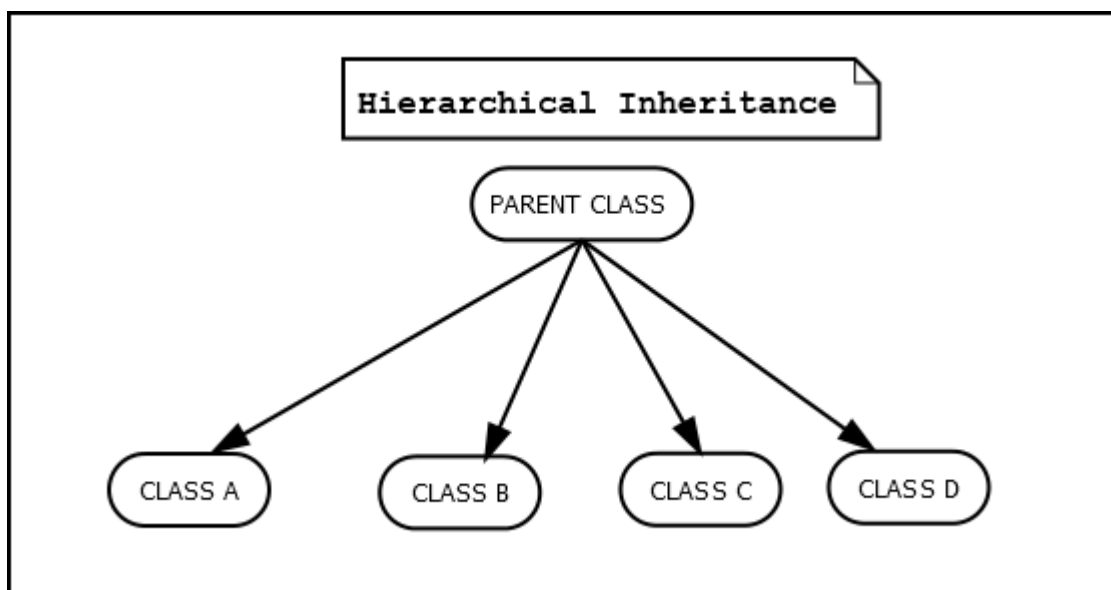 Hierarchical Inheritance
PARENT CLASS
CLASS A
CLASS B
CLASS C
CLASS D